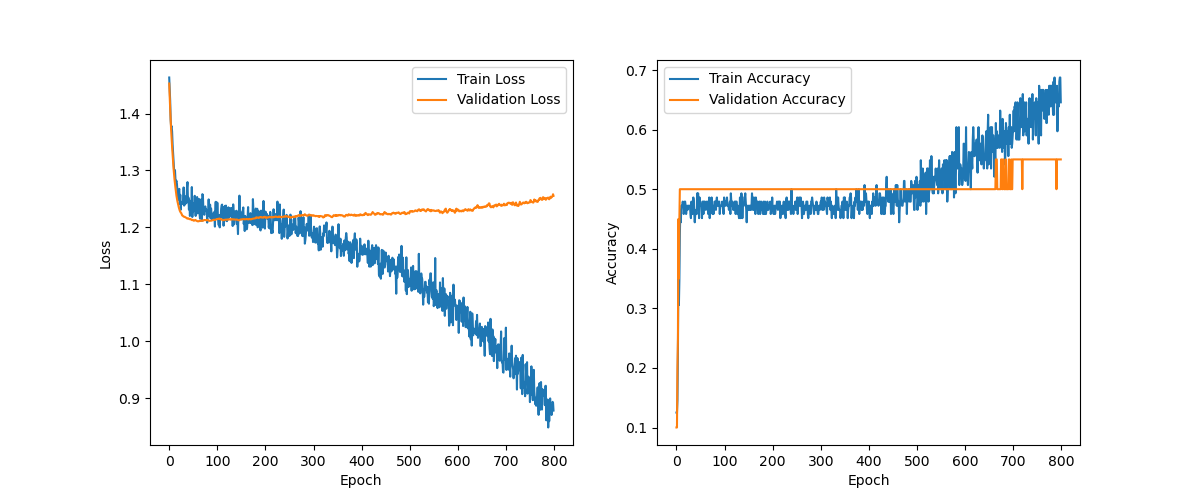 Train Loss
Validation Loss
1.4
1.3
1.2
1.1
1.0
0.9
Loss
0 100 200 300 400 500 600 700 800
Epoch
Train Accuracy
Validation Accuracy
0.7
0.6
0.5
0.4
0.3
0.2
0.1
Accuracy
0 100 200 300 400 500 600 700 800
Epoch